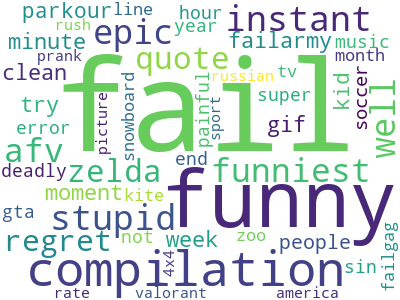 parkour line hour instant
rush epic year
minute failarmy music
prank quote month
clean russian tv
fail
try picture snowboard painful super kid soccer well
error sport gif
afv zelda end funniest
deadly moment kite funny
gta stupid
regret not week zoo people sin failgag
compilation 4x4
rate valorant america